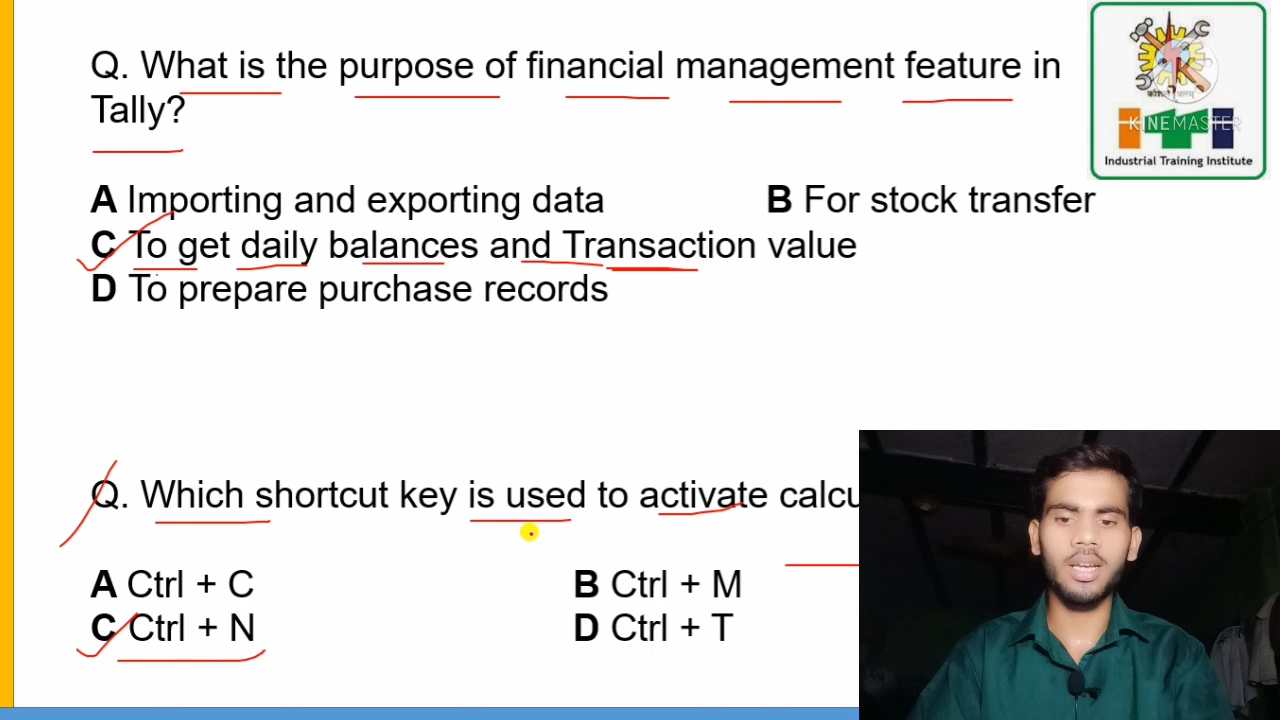 Q. What is the purpose of financial management feature in
Tally?
A Importing and exporting data B For stock transfer
C To get daily balances and Transaction value
D To prepare purchase records
Q. Which shortcut key is used to activate calcu
A Ctrl + C B Ctrl + M
C Ctrl + N D Ctrl + T
KINEMASTER
Industrial Training Institute